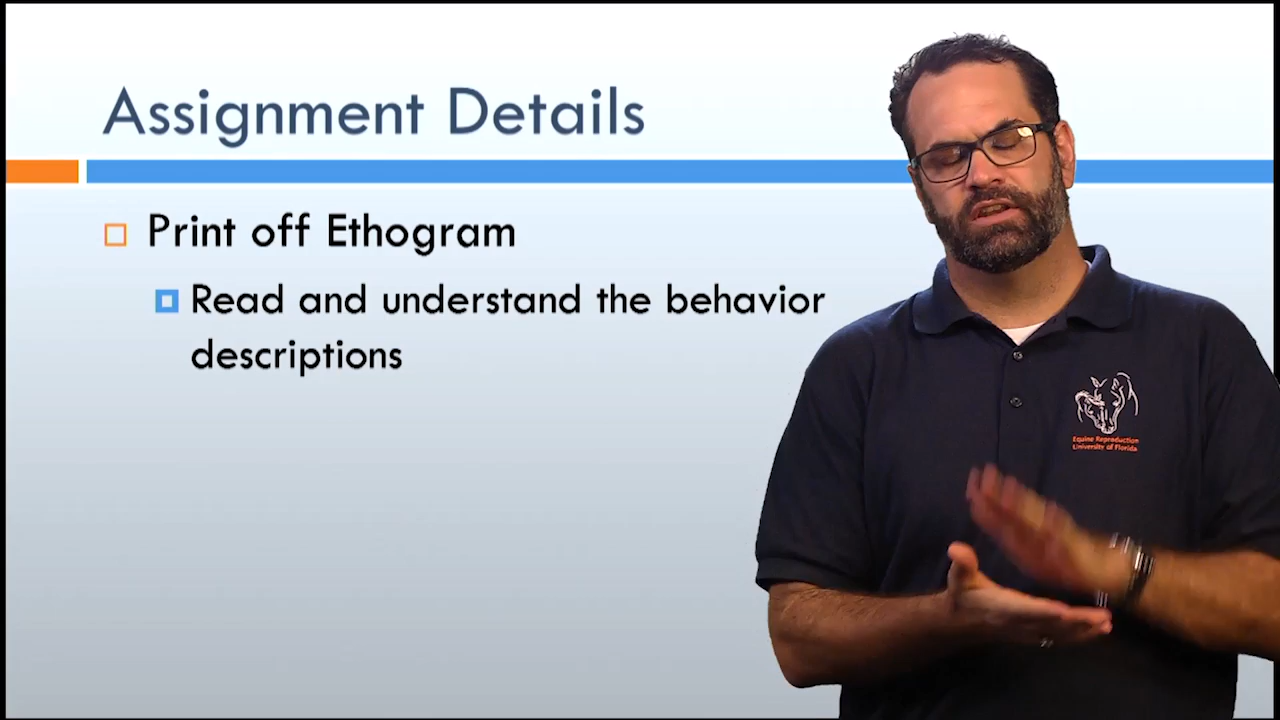 Assignment Details
Print off Ethogram
Read and understand the behavior
descriptions
Equine Reproduction
University of Florida